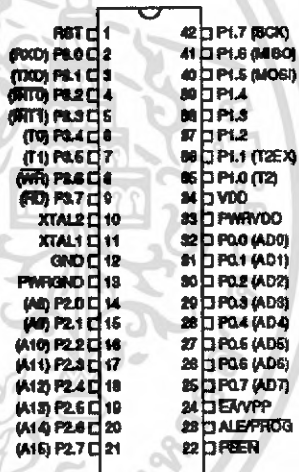 RST 1 42 P1.7 (SCK)
(RXD) P3.0 2 41 P1.6 (MISO)
(TXD) P3.1 3 40 P1.5 (MOSI)
(INT0) P3.2 4 39 P1.4
(INT1) P3.3 5 38 P1.3
(T0) P3.4 6 37 P1.2
(T1) P3.5 7 36 P1.1 (T2EX)
(WR) P3.6 8 35 P1.0 (T2)
(RD) P3.7 9 34 VDD
XTAL2 10 33 PWRVDD
XTAL1 11 32 P0.0 (AD0)
GND 12 31 P0.1 (AD1)
PWRGND 13 30 P0.2 (AD2)
(A8) P2.0 14 29 P0.3 (AD3)
(A9) P2.1 15 28 P0.4 (AD4)
(A10) P2.2 16 27 P0.5 (AD5)
(A11) P2.3 17 26 P0.6 (AD6)
(A12) P2.4 18 25 P0.7 (AD7)
(A13) P2.5 19 24 EA/VPP
(A14) P2.6 20 23 ALE/PROG
(A15) P2.7 21 22 PSEN